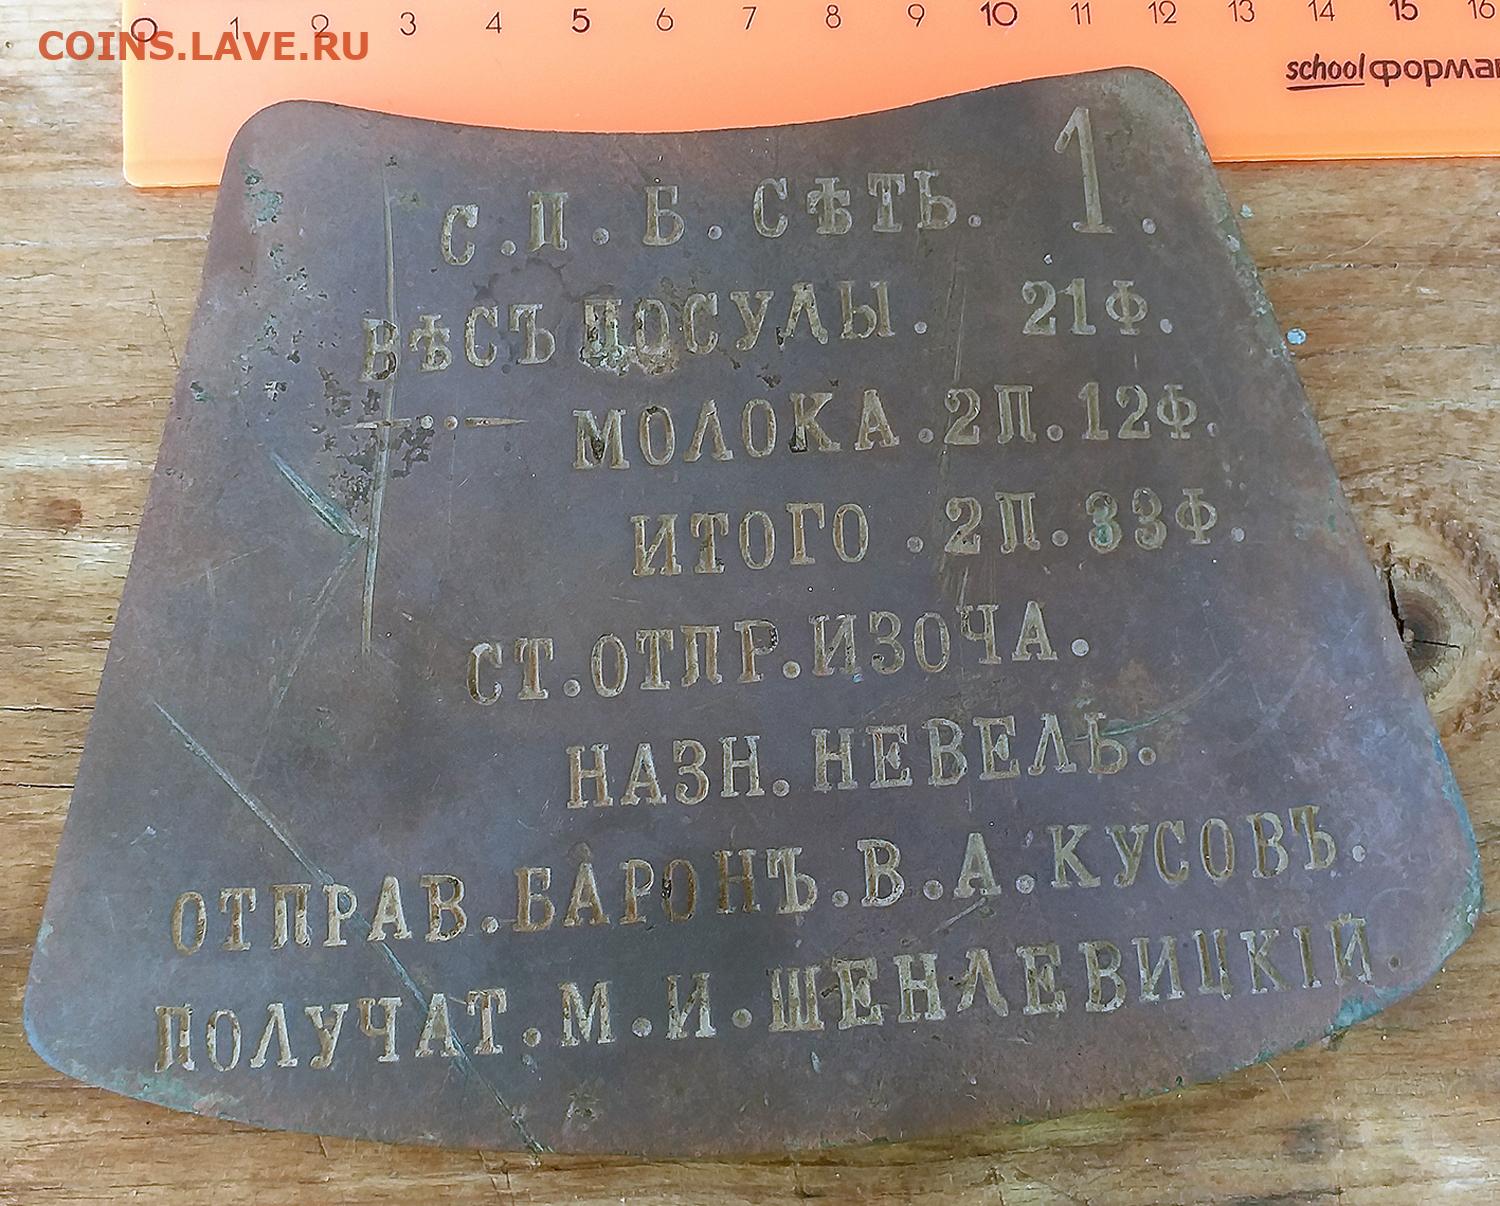 0 1 2 3 4 5 6 7 8 9 10 11 12 13 14 15 16
COINS.LAVE.RU
school формат
С.П.Б.СѢТЬ. 1.
ВѢСЪ ПОСУДЫ. 21Ф.
МОЛОКА.2П.12Ф.
ИТОГО.2П.33Ф.
СТ.ОТПР.ИЗОЧА.
НАЗН.НЕВЕЛЬ.
ОТПРАВ.БАРОНЪ.В.А.КУСОВЪ.
ПОЛУЧАТ.М.И.ШЕНДЕВИЦКІЙ.